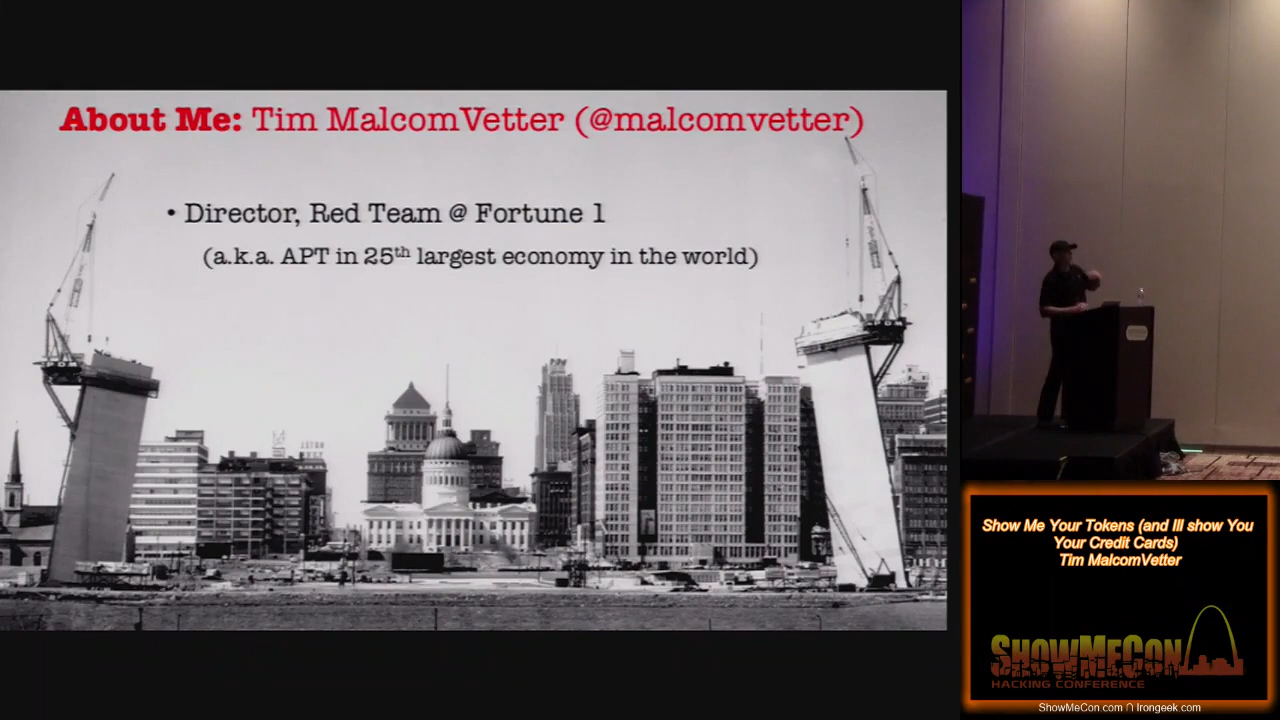 About Me: Tim MalcomVetter (@malcomvetter)
• Director, Red Team @ Fortune 1
(a.k.a. APT in 25th largest economy in the world)
Show Me Your Tokens (and Ill show You
Your Credit Cards)
Tim MalcomVetter
SHOWMECON
HACKING CONFERENCE
ShowMeCon.com ∩ Irongeek.com